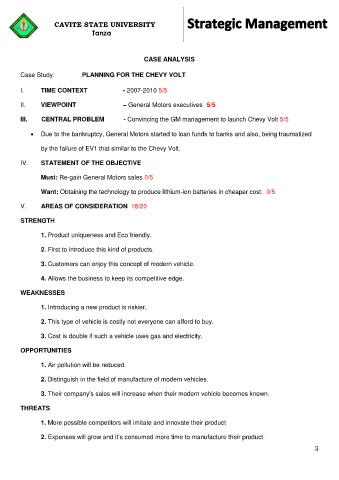 CAVITE STATE UNIVERSITY
Tanza
Strategic Management
CASE ANALYSIS
Case Study: PLANNING FOR THE CHEVY VOLT
I. TIME CONTEXT - 2007-2010 5/5
II. VIEWPOINT – General Motors executives 5/5
III. CENTRAL PROBLEM - Convincing the GM management to launch Chevy Volt 5/5
• Due to the bankruptcy, General Motors started to loan funds to banks and also, being traumatized
by the failure of EV1 that similar to the Chevy Volt.
IV. STATEMENT OF THE OBJECTIVE
Must: Re-gain General Motors sales 0/5
Want: Obtaining the technology to produce lithium-ion batteries in cheaper cost. 0/5
V. AREAS OF CONSIDERATION 18/20
STRENGTH
1. Product uniqueness and Eco friendly.
2. First to introduce this kind of products.
3. Customers can enjoy this concept of modern vehicle.
4. Allows the business to keep its competitive edge.
WEAKNESSES
1. Introducing a new product is riskier.
2. This type of vehicle is costly not everyone can afford to buy.
3. Cost is double if such a vehicle uses gas and electricity.
OPPORTUNITIES
1. Air pollution will be reduced.
2. Distinguish in the field of manufacture of modern vehicles.
3. Their company's sales will increase when their modern vehicle becomes known.
THREATS
1. More possible competitors will imitate and innovate their product
2. Expenses will grow and it's consumed more time to manufacture their product.
3